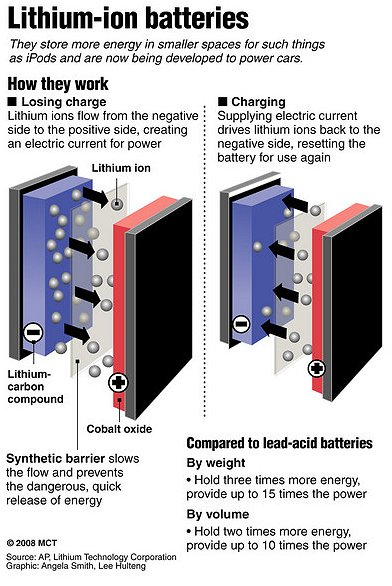 Lithium-ion batteries
They store more energy in smaller spaces for such things
as iPods and are now being developed to power cars.
How they work
■ Losing charge
Lithium ions flow from the negative
side to the positive side, creating
an electric current for power
■ Charging
Supplying electric current
drives lithium ions back to the
negative side, resetting the
battery for use again
Lithium ion
Lithium-
carbon
compound
Cobalt oxide
Synthetic barrier slows
the flow and prevents
the dangerous, quick
release of energy
Compared to lead-acid batteries
By weight
• Hold three times more energy,
provide up to 15 times the power
By volume
• Hold two times more energy,
provide up to 10 times the power
© 2008 MCT
Source: AP, Lithium Technology Corporation
Graphic: Angela Smith, Lee Hulteng